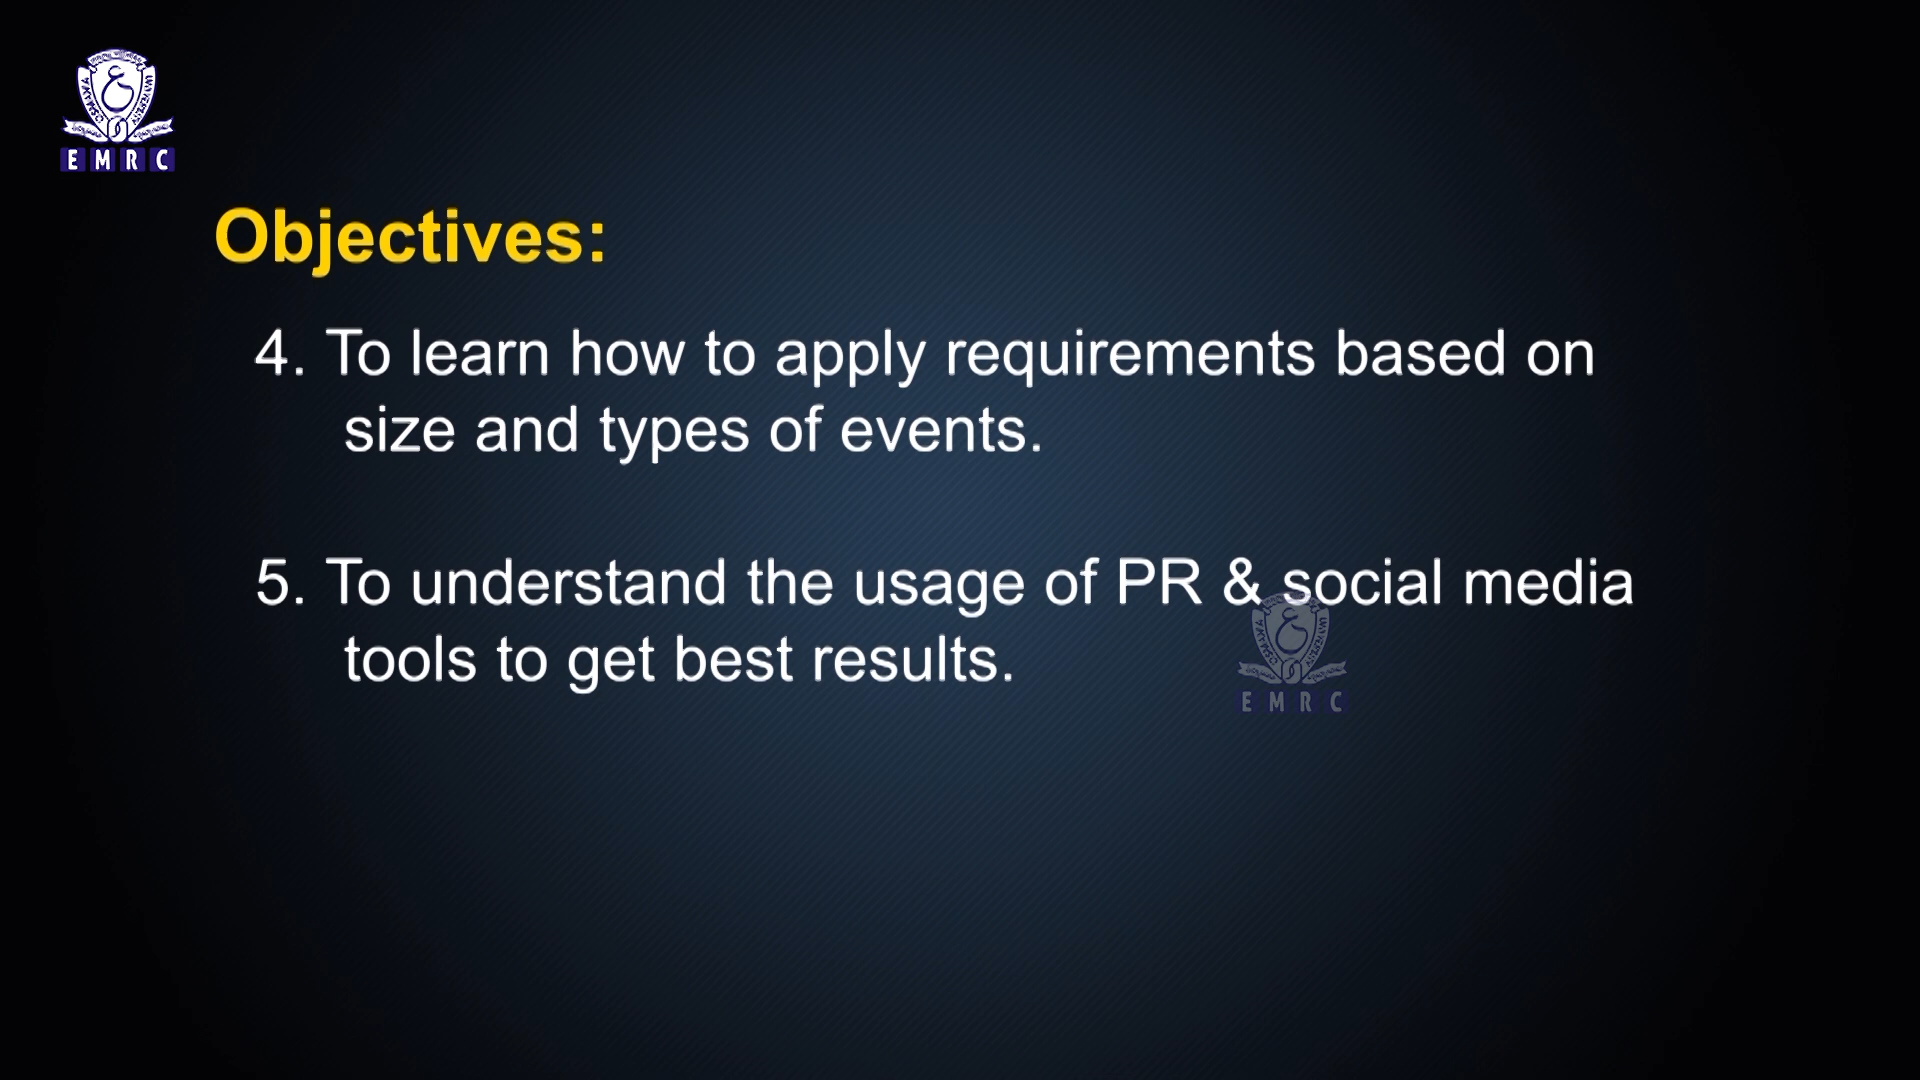 EMRC
Objectives:
4. To learn how to apply requirements based on
size and types of events.
5. To understand the usage of PR & social media
tools to get best results.
EMRC